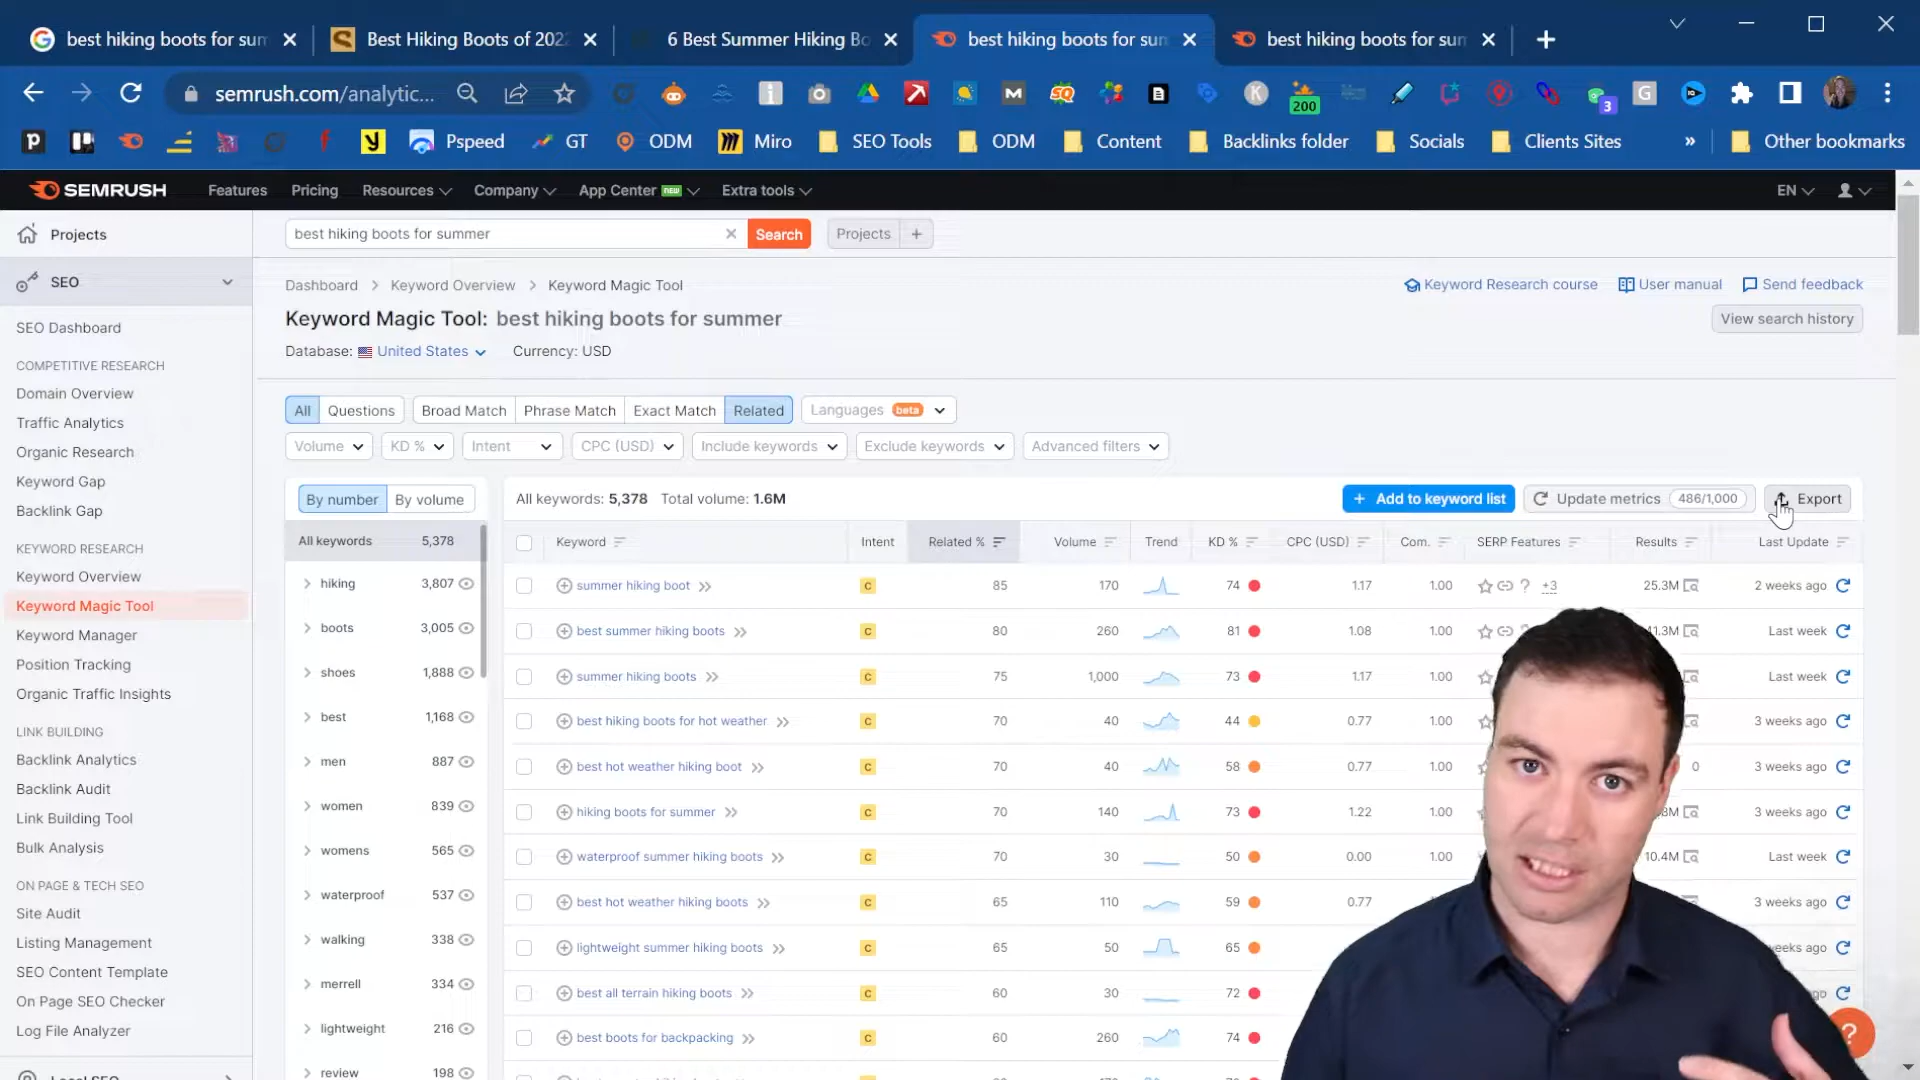 best hiking boots for sum
Best Hiking Boots of 202
6 Best Summer Hiking Bo
best hiking boots for sun
best hiking boots for sun
semrush.com/analytic...
200
3
Pspeed
GT
ODM
Miro
SEO Tools
ODM
Content
Backlinks folder
Socials
Clients Sites
»
Other bookmarks
SEMRUSH
Features
Pricing
Resources
Company
App Center NEW
Extra tools
EN
Projects
best hiking boots for summer
Search
Projects
+
SEO
Dashboard > Keyword Overview > Keyword Magic Tool
Keyword Research course
User manual
Send feedback
Keyword Magic Tool: best hiking boots for summer
View search history
Database: United States
Currency: USD
SEO Dashboard
COMPETITIVE RESEARCH
Domain Overview
Traffic Analytics
Organic Research
Keyword Gap
Backlink Gap
KEYWORD RESEARCH
Keyword Overview
Keyword Magic Tool
Keyword Manager
Position Tracking
Organic Traffic Insights
LINK BUILDING
Backlink Analytics
Backlink Audit
Link Building Tool
Bulk Analysis
ON PAGE & TECH SEO
Site Audit
Listing Management
SEO Content Template
On Page SEO Checker
Log File Analyzer
All
Questions
Broad Match
Phrase Match
Exact Match
Related
Languages beta
Volume
KD %
Intent
CPC (USD)
Include keywords
Exclude keywords
Advanced filters
By number
By volume
All keywords: 5,378 Total volume: 1.6M
+ Add to keyword list
Update metrics 486/1,000
Export
All keywords 5,378
hiking 3,807
boots 3,005
shoes 1,888
best 1,168
men 887
women 839
womens 565
waterproof 537
walking 338
merrell 334
lightweight 216
review 198
Keyword Intent Related % Volume Trend KD % CPC (USD) Com. SERP Features Results Last Update
summer hiking boot C 85 170 74 1.17 1.00 +3 25.3M 2 weeks ago
best summer hiking boots C 80 260 81 1.08 1.00 Last week
summer hiking boots C 75 1,000 73 1.17 1.00 Last week
best hiking boots for hot weather C 70 40 44 0.77 1.00 3 weeks ago
best hot weather hiking boot C 70 40 58 0.77 1.00 0 3 weeks ago
hiking boots for summer C 70 140 73 1.22 1.00 3 weeks ago
waterproof summer hiking boots C 70 30 50 0.00 1.00 10.4M Last week
best hot weather hiking boots C 65 110 59 0.77 3 weeks ago
lightweight summer hiking boots C 65 50 65 weeks ago
best all terrain hiking boots C 60 30 72
best boots for backpacking C 60 260 74
?